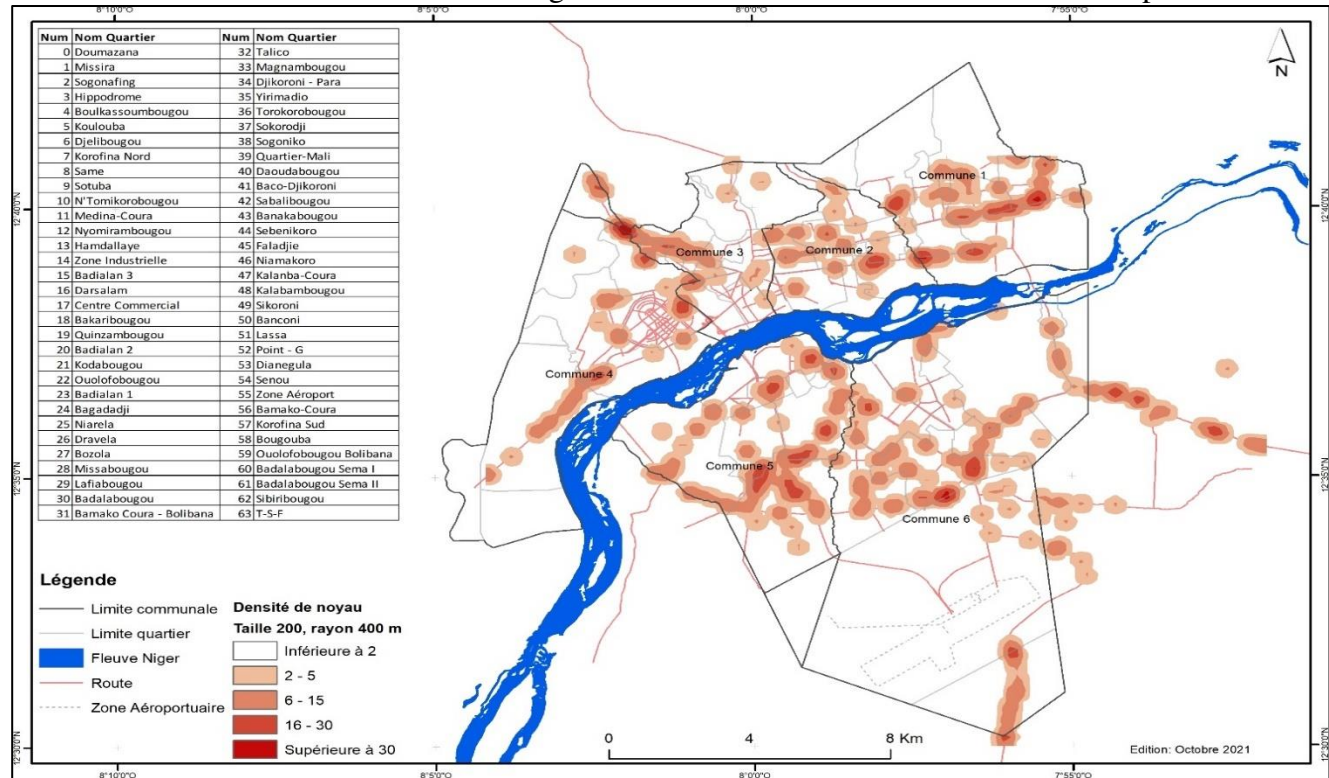 8°10'0"O 8°5'0"O 8°0'0"O 7°55'0"O
Num Nom Quartier Num Nom Quartier
0 Doumazana 32 Talico
1 Missira 33 Magnambougou
2 Sogonafing 34 Djikoroni - Para
3 Hippodrome 35 Yirimadio
4 Boulkassoumbougou 36 Torokorobougou
5 Koulouba 37 Sokorodji
6 Djelibougou 38 Sogoniko
7 Korofina Nord 39 Quartier-Mali
8 Same 40 Daoudabougou
9 Sotuba 41 Baco-Djikoroni
10 N'Tomikorobougou 42 Sabalibougou
11 Medina-Coura 43 Banakabougou
12 Nyomirambougou 44 Sebenikoro
13 Hamdallaye 45 Faladjie
14 Zone Industrielle 46 Niamakoro
15 Badialan 3 47 Kalanba-Coura
16 Darsalam 48 Kalabambougou
17 Centre Commercial 49 Sikoroni
18 Bakaribougou 50 Banconi
19 Quinzambougou 51 Lassa
20 Badialan 2 52 Point - G
21 Kodabougou 53 Dianegula
22 Ouolofobougou 54 Senou
23 Badialan 1 55 Zone Aéroport
24 Bagadadji 56 Bamako-Coura
25 Niarela 57 Korofina Sud
26 Dravela 58 Bougouba
27 Bozola 59 Ouolofobougou Bolibana
28 Missabougou 60 Badalabougou Sema I
29 Lafiabougou 61 Badalabougou Sema II
30 Badalabougou 62 Sibiribougou
31 Bamako Coura - Bolibana 63 T-S-F
N
12°40'0"N
12°40'0"N
12°35'0"N
12°35'0"N
12°30'0"N
12°30'0"N
Commune 1
Commune 2
Commune 3
Commune 4
Commune 5
Commune 6
Légende
Limite communale
Limite quartier
Fleuve Niger
Route
Zone Aéroportuaire
Densité de noyau
Taille 200, rayon 400 m
Inférieure à 2
2 - 5
6 - 15
16 - 30
Supérieure à 30
0 4 8 Km
Edition: Octobre 2021
8°10'0"O 8°5'0"O 8°0'0"O 7°55'0"O